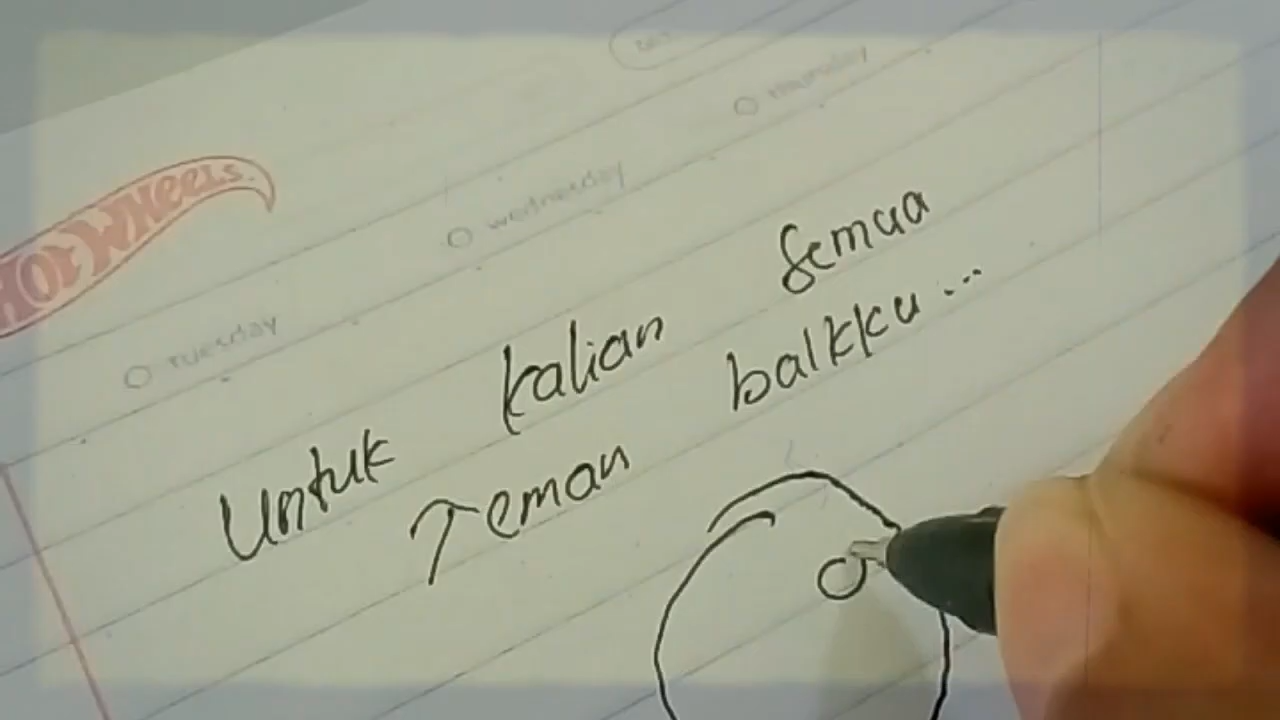 HOT WHEELS
tuesday
wednesday
thursday
Untuk kalian semua
Teman baikku...